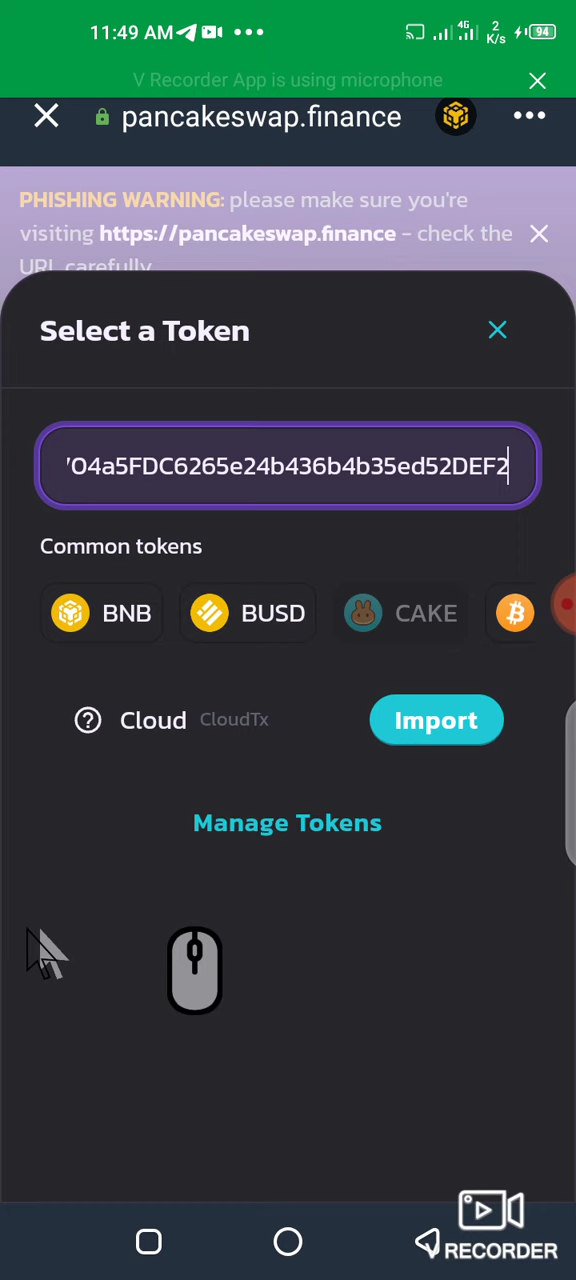 11:49 AM
4G 2 K/s 94
V Recorder App is using microphone
pancakeswap.finance
PHISHING WARNING: please make sure you're
visiting https://pancakeswap.finance - check the
URL carefully
Select a Token
704a5FDC6265e24b436b4b35ed52DEF2
Common tokens
BNB BUSD CAKE
Cloud CloudTx Import
Manage Tokens
RECORDER